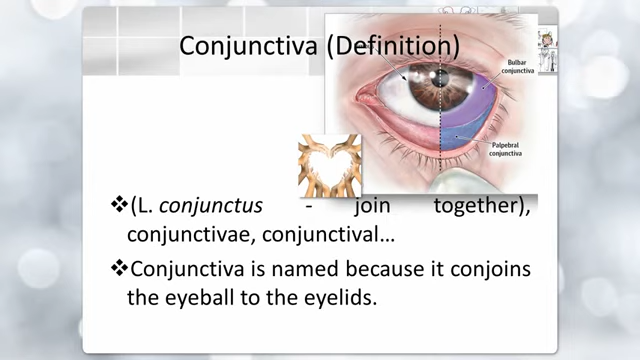 Conjunctiva (Definition)
Bulbar
conjunctiva
Palpebral
conjunctiva
❖(L. conjunctus - join together),
conjunctivae, conjunctival…
❖Conjunctiva is named because it conjoins
the eyeball to the eyelids.